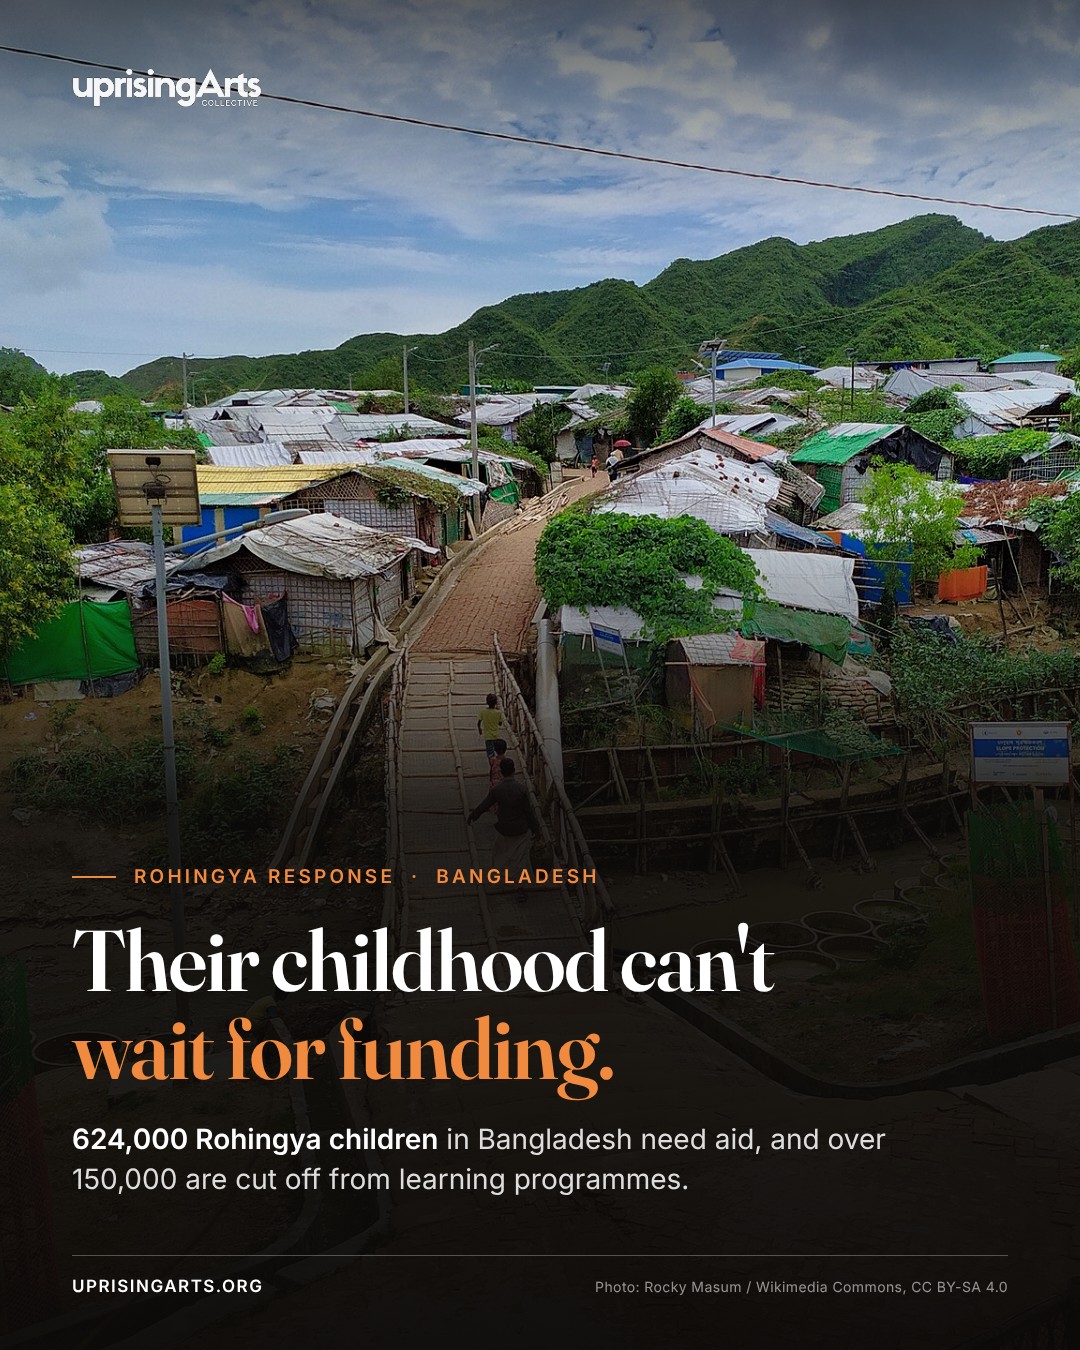 uprisingArts
COLLECTIVE
SLOPE PROTECTION
ROHINGYA RESPONSE · BANGLADESH
Their childhood can't
wait for funding.
624,000 Rohingya children in Bangladesh need aid, and over
150,000 are cut off from learning programmes.
UPRISINGARTS.ORG
Photo: Rocky Masum / Wikimedia Commons, CC BY-SA 4.0